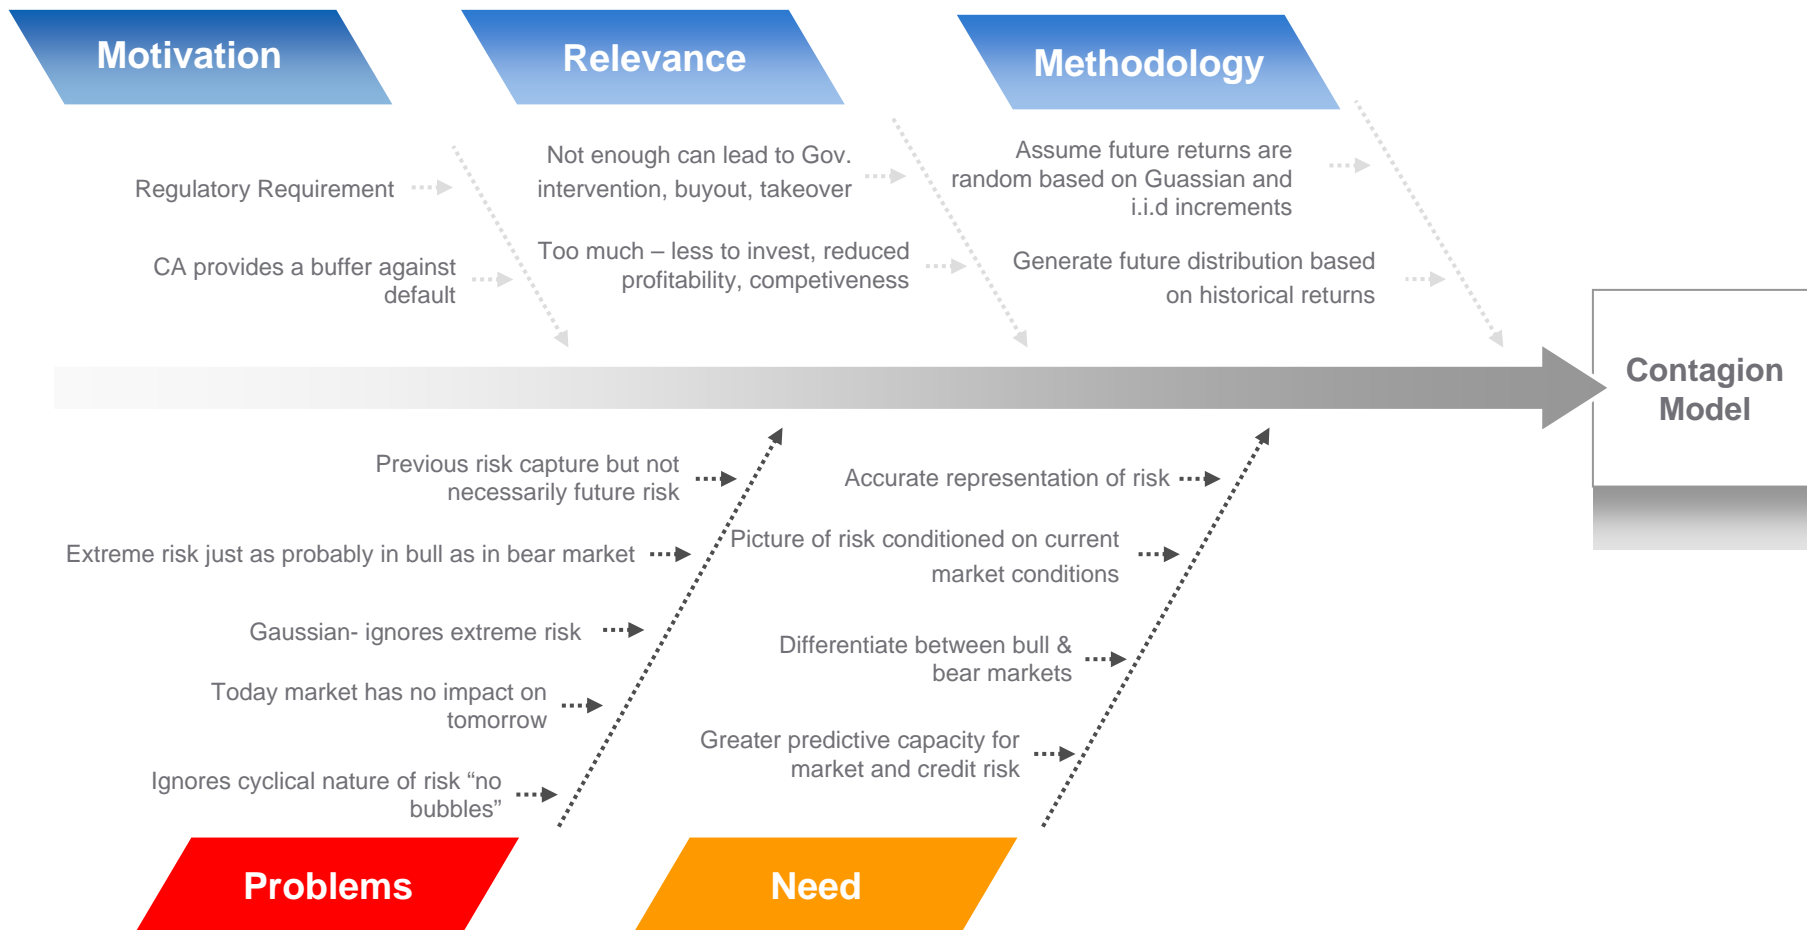 Motivation
Relevance
Methodology
Regulatory Requirement
CA provides a buffer against
default
Not enough can lead to Gov.
intervention, buyout, takeover
Too much – less to invest, reduced
profitability, competiveness
Assume future returns are
random based on Guassian and
i.i.d increments
Generate future distribution based
on historical returns
Contagion
Model
Previous risk capture but not
necessarily future risk
Extreme risk just as probably in bull as in bear market
Gaussian- ignores extreme risk
Today market has no impact on
tomorrow
Ignores cyclical nature of risk “no
bubbles”
Accurate representation of risk
Picture of risk conditioned on current
market conditions
Differentiate between bull &
bear markets
Greater predictive capacity for
market and credit risk
Problems
Need